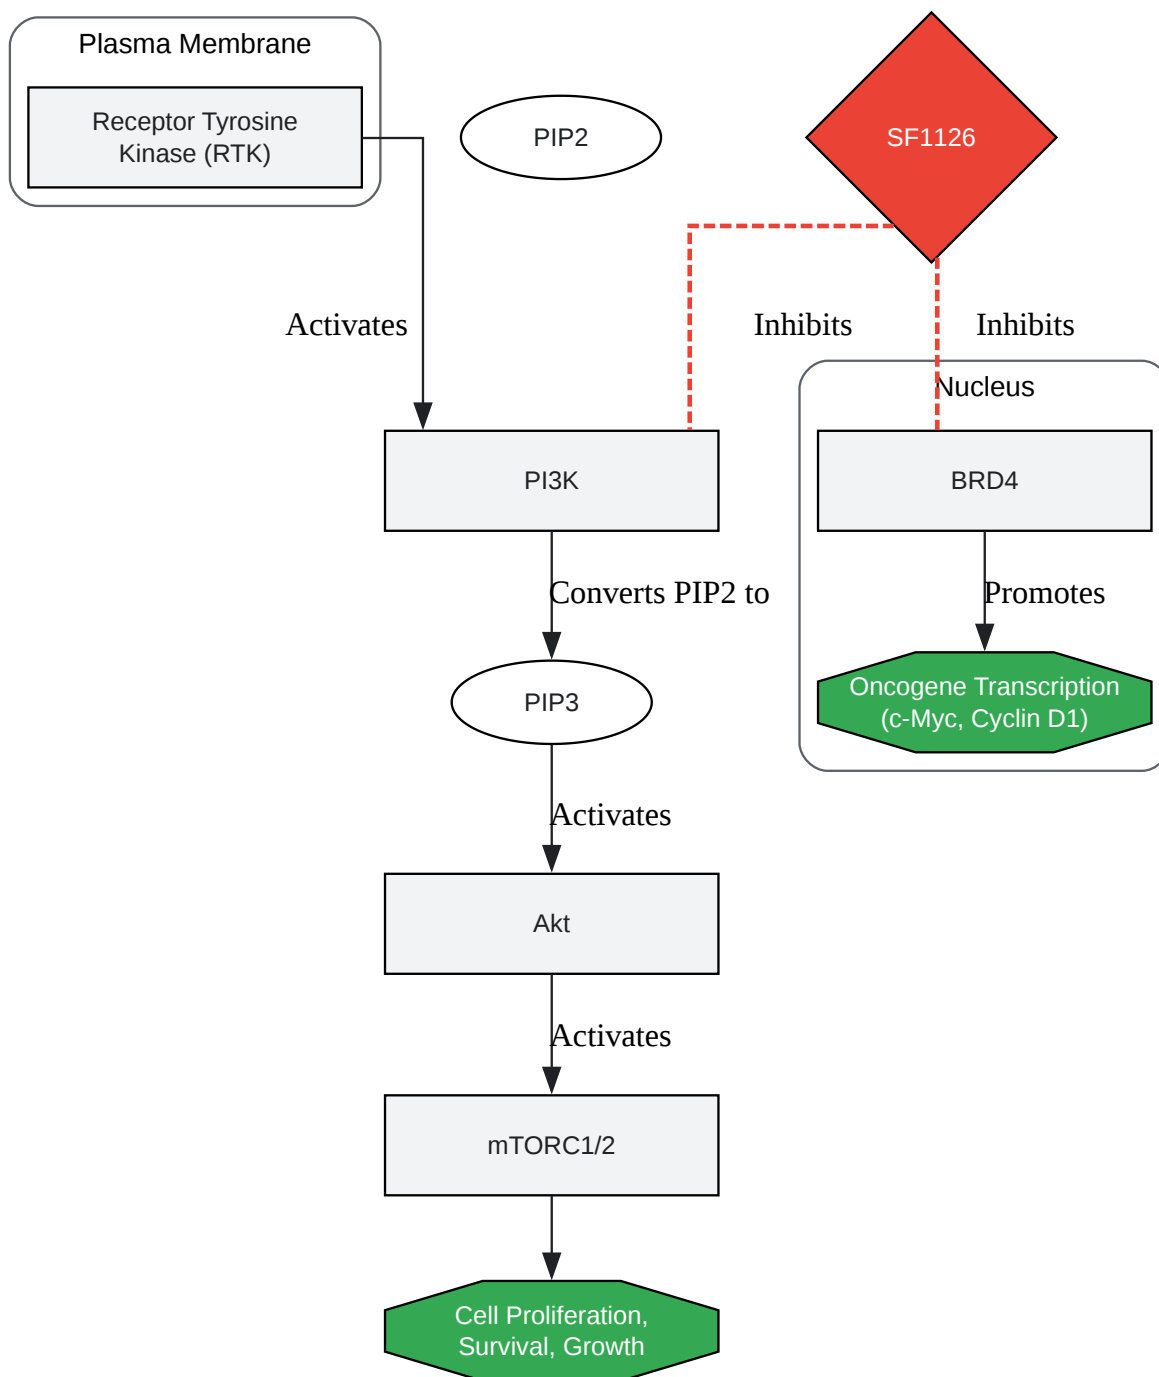 Plasma Membrane
Receptor Tyrosine
Kinase (RTK)
PIP2
SF1126
Activates
Inhibits
Inhibits
Nucleus
PI3K
BRD4
Converts PIP2 to
Promotes
PIP3
Oncogene Transcription
(c-Myc, Cyclin D1)
Activates
Akt
Activates
mTORC1/2
Cell Proliferation,
Survival, Growth